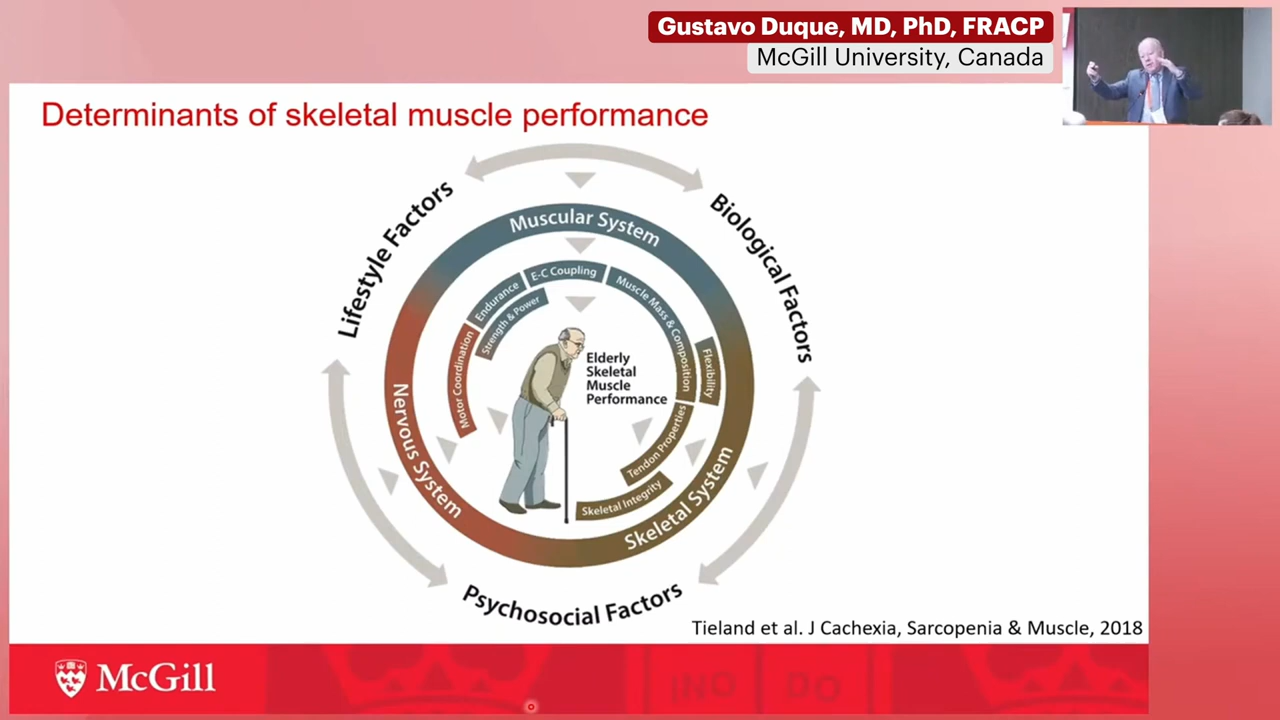 Gustavo Duque, MD, PhD, FRACP
McGill University, Canada
Determinants of skeletal muscle performance
Lifestyle Factors
Biological Factors
Psychosocial Factors
Muscular System
Nervous System
Skeletal System
E-C Coupling
Endurance
Strength & Power
Motor Coordination
Muscle Mass & Composition
Flexibility
Tendon Properties
Skeletal Integrity
Elderly
Skeletal
Muscle
Performance
Tieland et al. J Cachexia, Sarcopenia & Muscle, 2018
McGill
IN DO